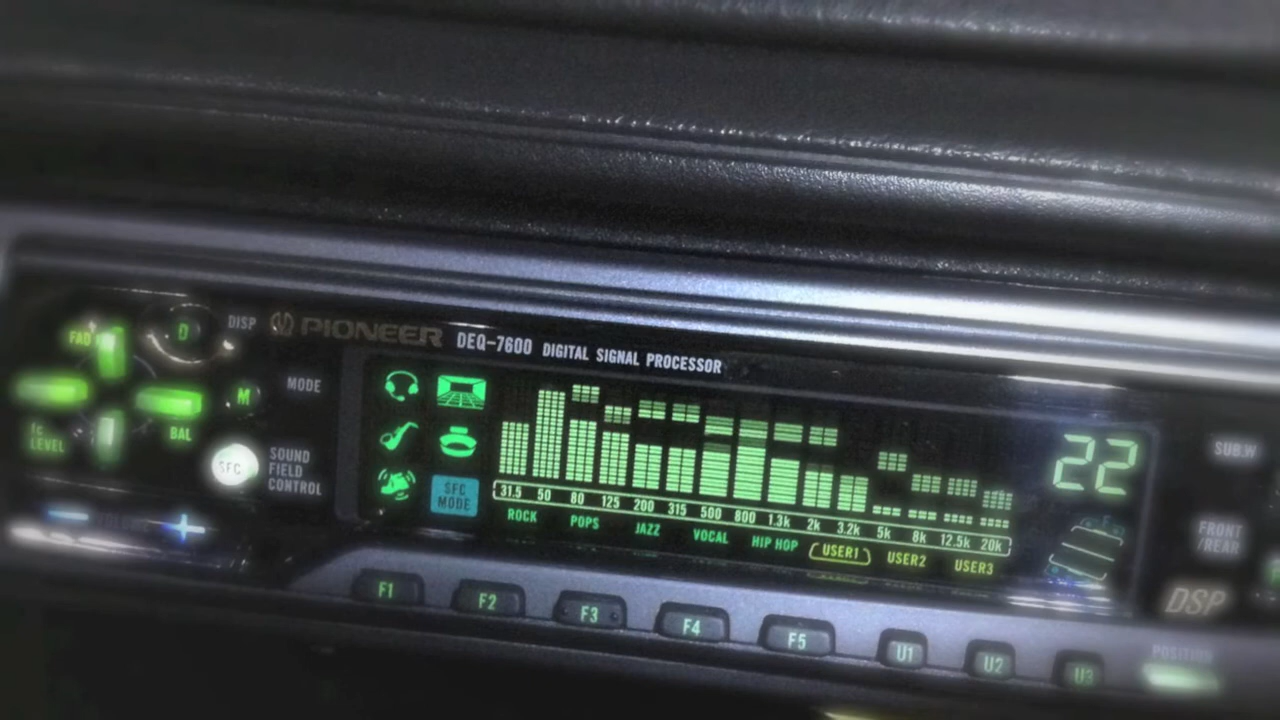 FAD
D
DISP
PIONEER
DEQ-7600 DIGITAL SIGNAL PROCESSOR
M
MODE
LEVEL
BAL
SFC
SOUND
FIELD
CONTROL
SFC
MODE
22
31.5 50 80 125 200 315 500 800 1.3k 2k 3.2k 5k 8k 12.5k 20k
ROCK POPS JAZZ VOCAL HIP HOP USER1 USER2 USER3
SUB.W
FRONT
/REAR
DSP
F1 F2 F3 F4 F5 U1 U2 U3
POSITION